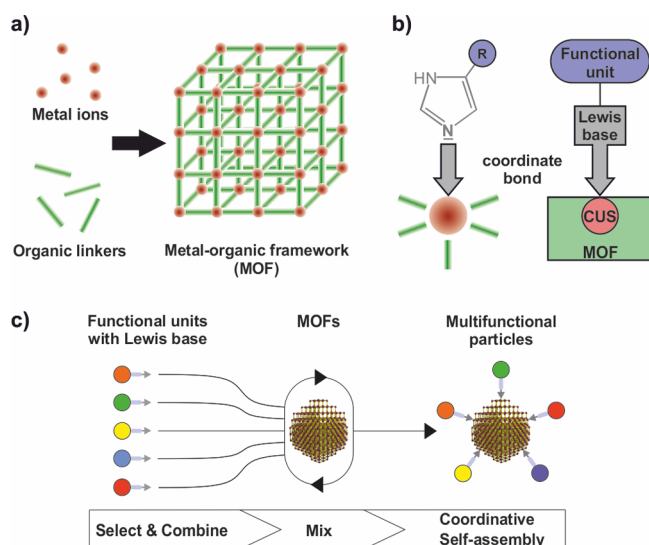 a)
Metal ions
Organic linkers
Metal-organic framework
(MOF)
b)
R
HN
N
coordinate
bond
Functional
unit
Lewis
base
CUS
MOF
c)
Functional units
with Lewis base
MOFs
Multifunctional
particles
Select & Combine
Mix
Coordinative
Self-assembly